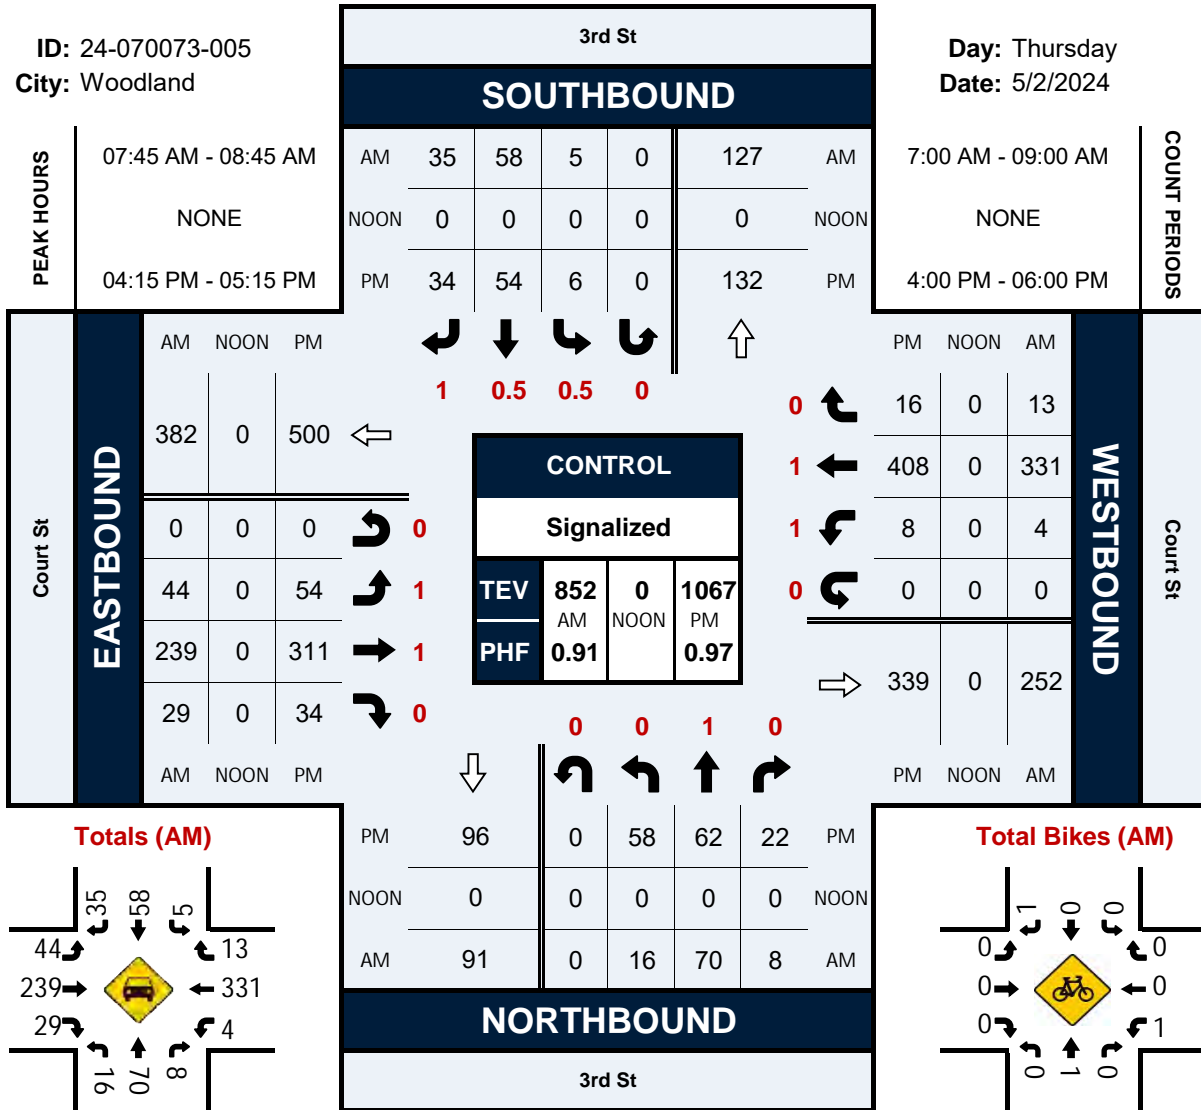 3rd St
ID: 24-070073-005
Day: Thursday
City: Woodland
Date: 5/2/2024
SOUTHBOUND
PEAK HOURS
07:45 AM - 08:45 AM
AM 35 58 5 0 127 AM
7:00 AM - 09:00 AM
COUNT PERIODS
NONE
NOON 0 0 0 0 0 NOON
NONE
04:15 PM - 05:15 PM
PM 34 54 6 0 132 PM
4:00 PM - 06:00 PM
AM NOON PM
PM NOON AM
1 0.5 0.5 0
0 16 0 13
382 0 500
CONTROL
1 408 0 331
Court St
EASTBOUND
0 0 0 0
Signalized
1 8 0 4
WESTBOUND
Court St
44 0 54 1
TEV 852 0 1067
AM NOON PM
0 0 0 0
239 0 311 1
PHF 0.91 0.97
339 0 252
29 0 34 0
0 0 1 0
AM NOON PM
PM NOON AM
PM 96 0 58 62 22 PM
NOON 0 0 0 0 0 NOON
AM 91 0 16 70 8 AM
NORTHBOUND
3rd St
Totals (AM)
35 58 5
44 13
239 331
29 4
16 70 8
Total Bikes (AM)
1 0 0
0 0
0 0
0 1
0 1 0